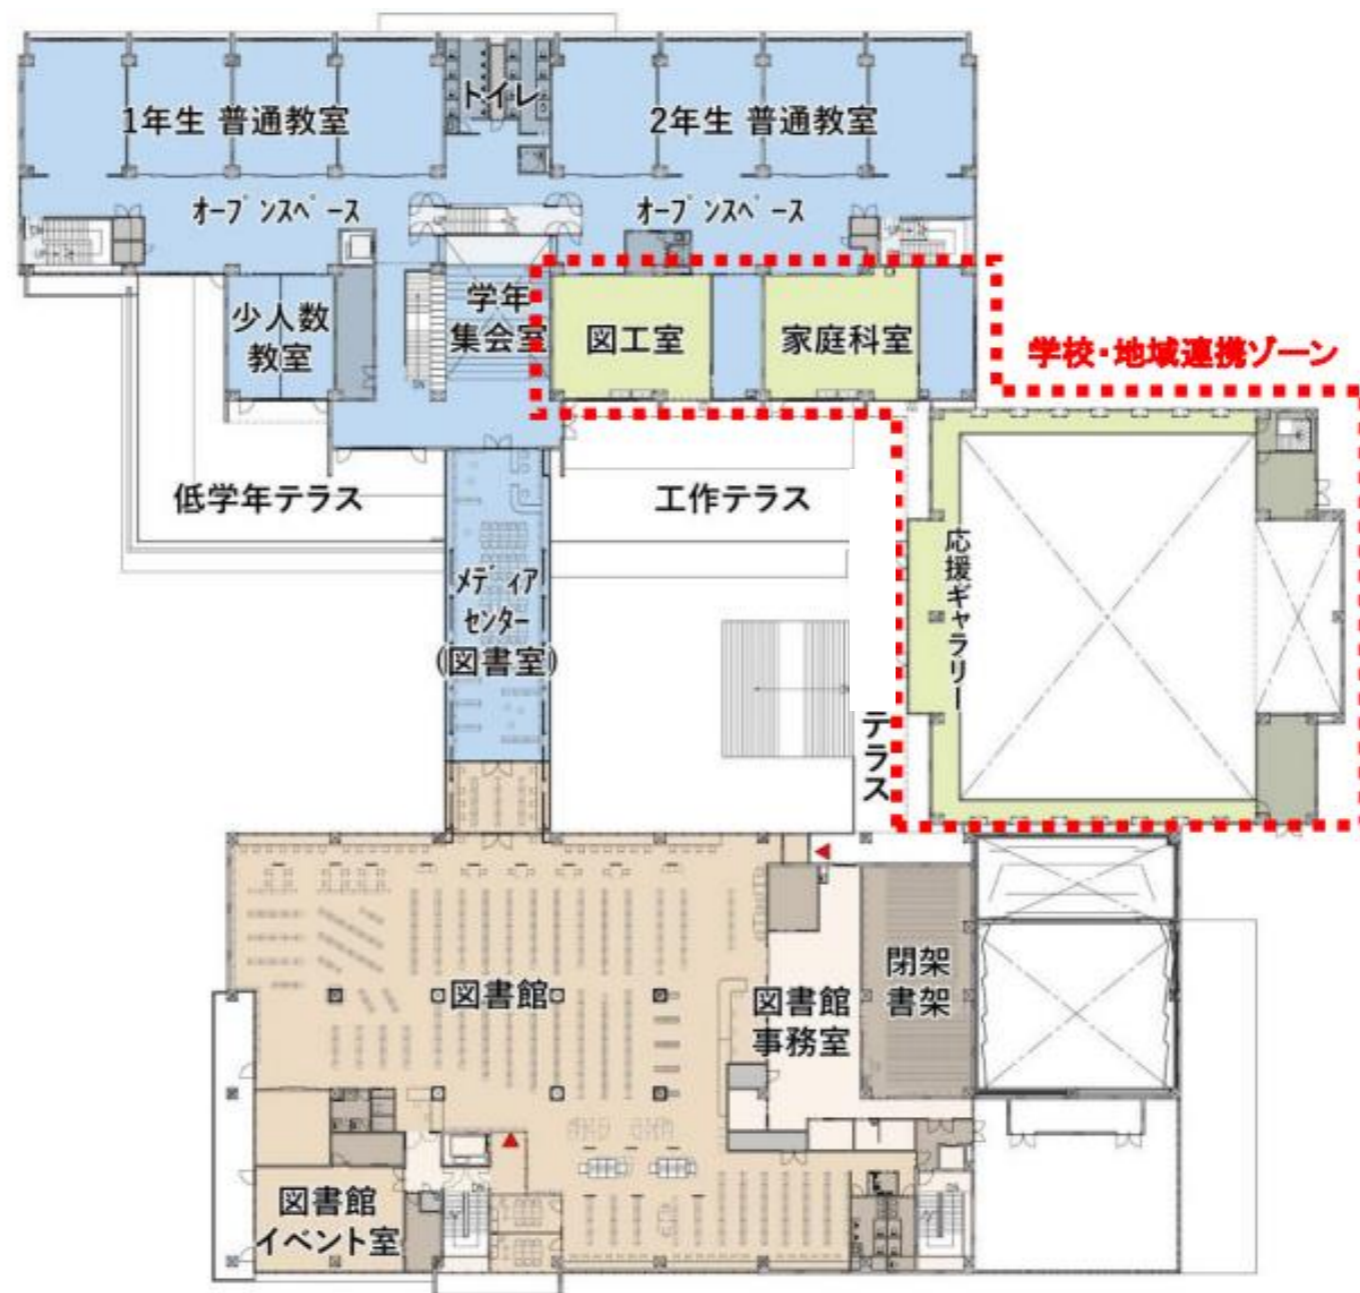 トイレ
1年生 普通教室
2年生 普通教室
オープンスペース
オープンスペース
学年
集会室
少人数
教室
図工室
家庭科室
学校・地域連携ゾーン
低学年テラス
工作テラス
応援ギャラリー
メディア
センター
(図書室)
テラス
図書館
閉架
書架
図書館
事務室
図書館
イベント室